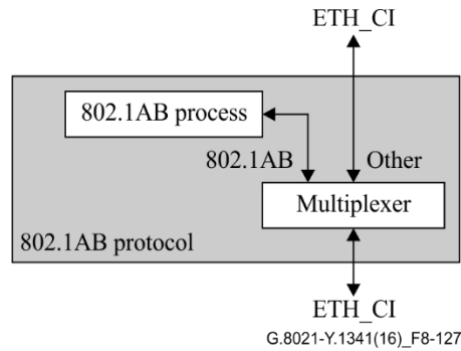 ETH_CI
802.1AB process
802.1AB
Other
Multiplexer
802.1AB protocol
ETH_CI
G.8021-Y.1341(16)_F8-127